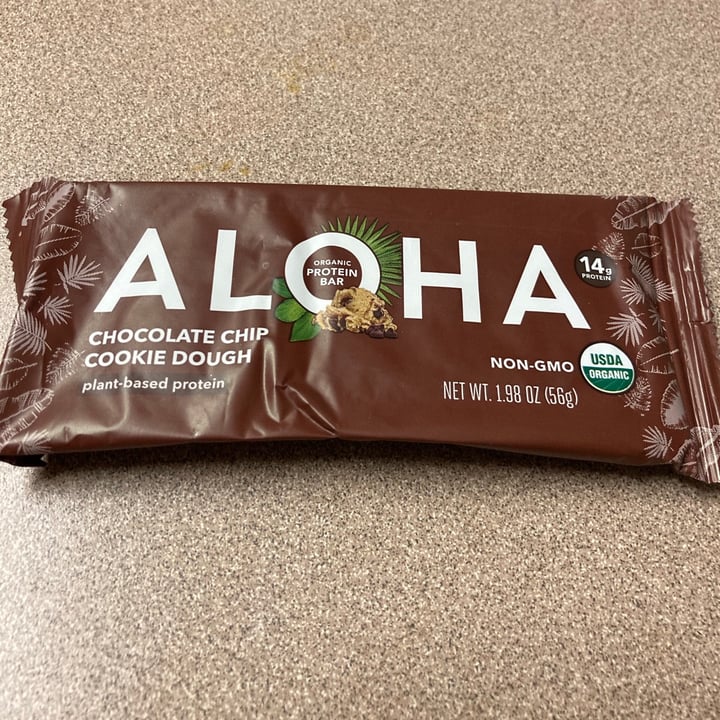 ALOHA
ORGANIC
PROTEIN
BAR
14g
PROTEIN
CHOCOLATE CHIP
COOKIE DOUGH
plant-based protein
NON-GMO
USDA
ORGANIC
NET WT. 1.98 OZ (56g)